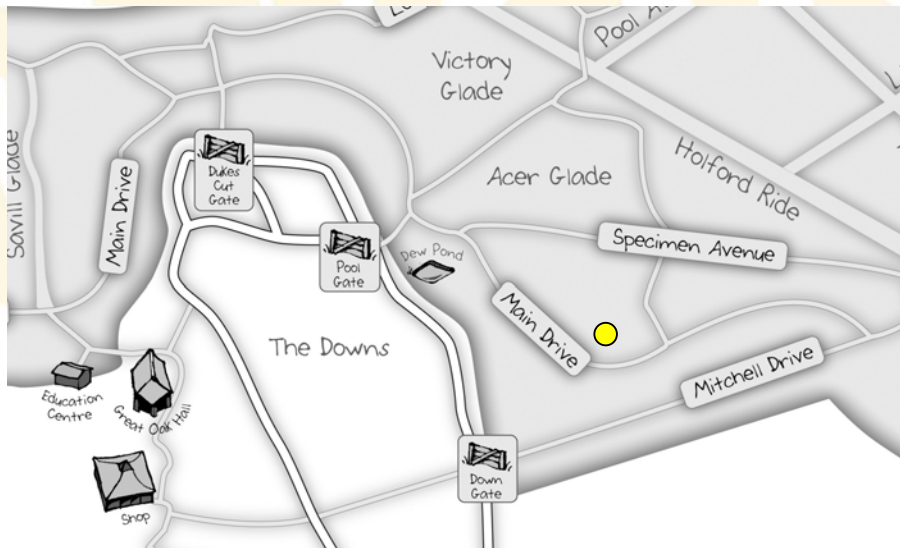 Victory
Glade
Pool
Savill Glade
Main Drive
Dukes
Cut
Gate
Acer Glade
Holford Ride
Specimen Avenue
Dew Pond
Pool
Gate
Main Drive
The Downs
Mitchell Drive
Education
Centre
Great Oak Hall
Down
Gate
Shop